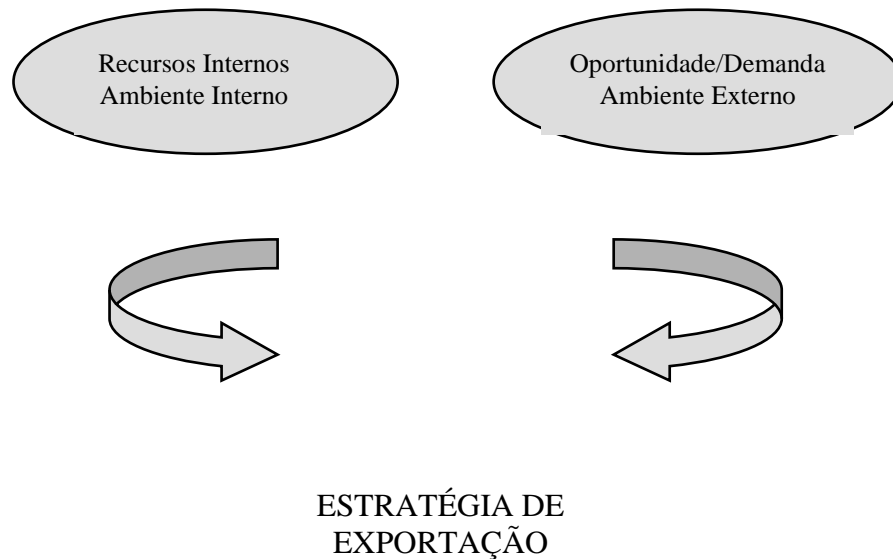 Recursos Internos
Ambiente Interno
Oportunidade/Demanda
Ambiente Externo
ESTRATÉGIA DE
EXPORTAÇÃO